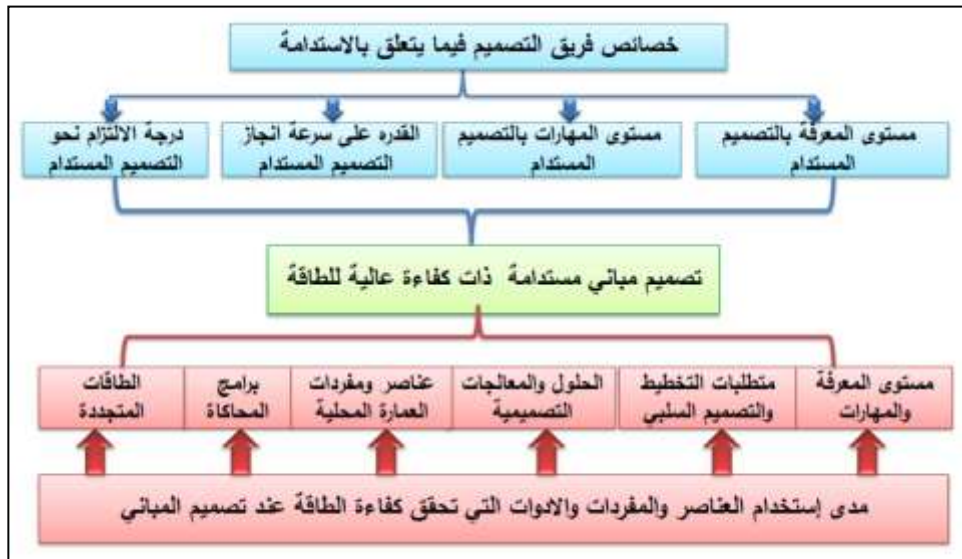 خصائص فريق التصميم فيما يتعلق بالاستدامة
مستوى المعرفة بالتصميم
المستدام
مستوى المهارات بالتصميم
المستدام
القدره على سرعة انجاز
التصميم المستدام
درجة الالتزام نحو
التصميم المستدام
تصميم مباني مستدامة ذات كفاءة عالية للطاقة
مستوى المعرفة
والمهارات
متطلبات التخطيط
والتصميم السلبي
الحلول والمعالجات
التصميمية
عناصر ومفردات
العمارة المحلية
برامج
المحاكاة
الطاقات
المتجددة
مدى إستخدام العناصر والمفردات والادوات التي تحقق كفاءة الطاقة عند تصميم المباني